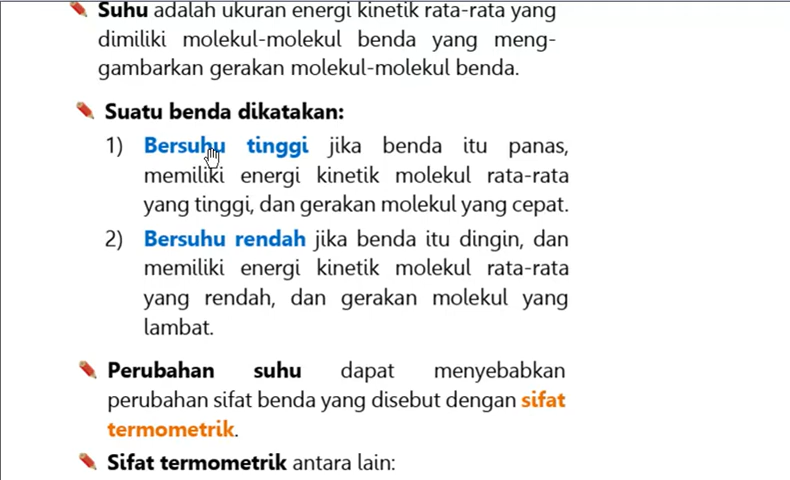 Suhu adalah ukuran energi kinetik rata-rata yang
dimiliki molekul-molekul benda yang meng-
gambarkan gerakan molekul-molekul benda.
Suatu benda dikatakan:
1) Bersuhu tinggi jika benda itu panas,
memiliki energi kinetik molekul rata-rata
yang tinggi, dan gerakan molekul yang cepat.
2) Bersuhu rendah jika benda itu dingin, dan
memiliki energi kinetik molekul rata-rata
yang rendah, dan gerakan molekul yang
lambat.
Perubahan suhu dapat menyebabkan
perubahan sifat benda yang disebut dengan sifat
termometrik.
Sifat termometrik antara lain: